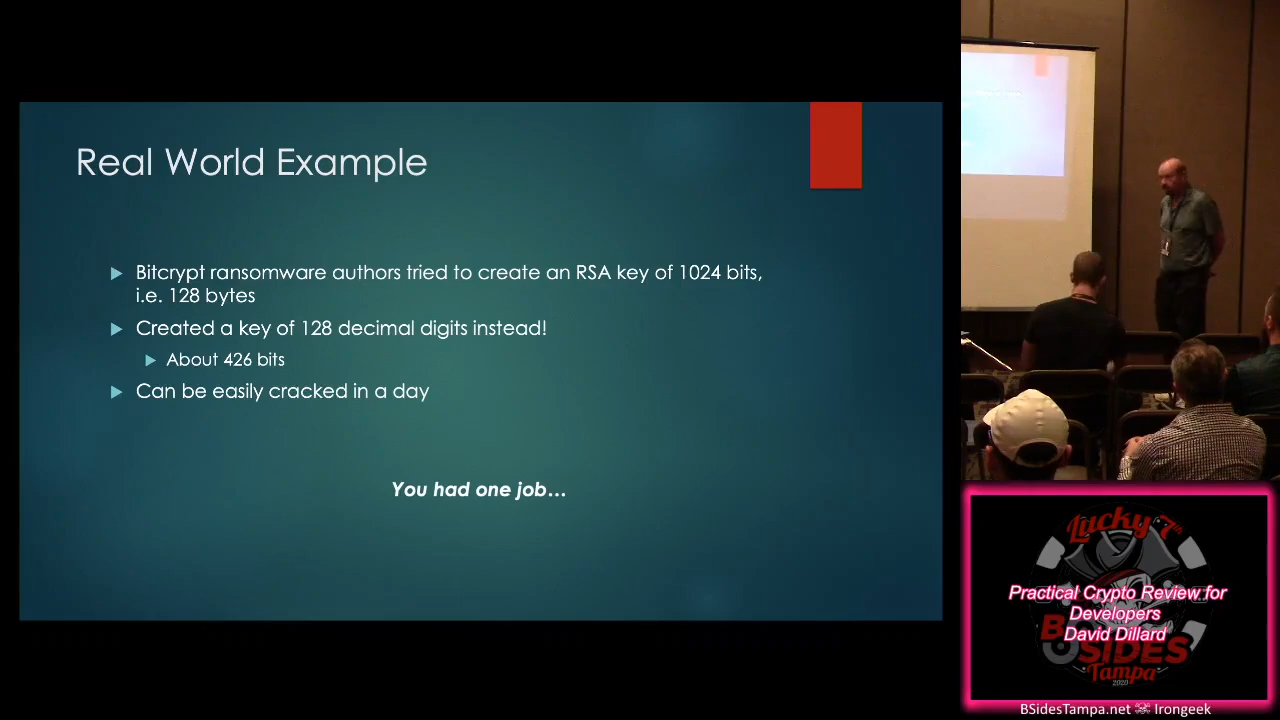 Real World Example
Bitcrypt ransomware authors tried to create an RSA key of 1024 bits,
i.e. 128 bytes
Created a key of 128 decimal digits instead!
About 426 bits
Can be easily cracked in a day
You had one job...
Lucky 7th
Practical Crypto Review for
Developers
David Dillard
BSIDES
Tampa
2020
BSidesTampa.net Irongeek